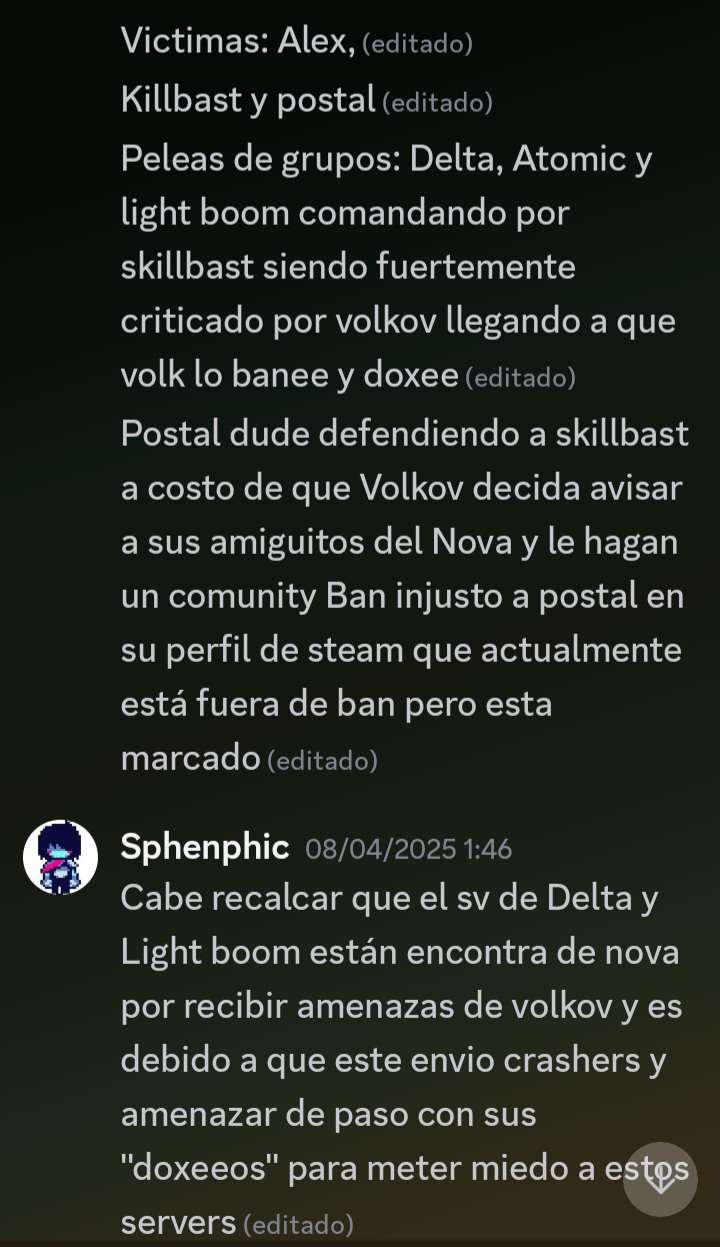 Victimas: Alex, (editado)
Killbast y postal (editado)
Peleas de grupos: Delta, Atomic y
light boom comandando por
skillbast siendo fuertemente
criticado por volkov llegando a que
volk lo banee y doxee (editado)
Postal dude defendiendo a skillbast
a costo de que Volkov decida avisar
a sus amiguitos del Nova y le hagan
un comunity Ban injusto a postal en
su perfil de steam que actualmente
está fuera de ban pero esta
marcado (editado)
Sphenphic 08/04/2025 1:46
Cabe recalcar que el sv de Delta y
Light boom están encontra de nova
por recibir amenazas de volkov y es
debido a que este envio crashers y
amenazar de paso con sus
"doxeeos" para meter miedo a estos
servers (editado)